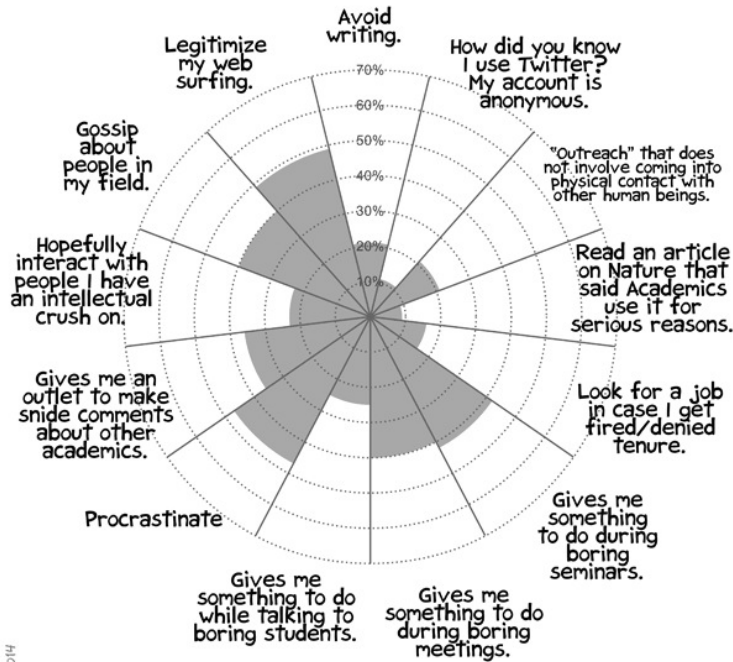 Avoid
writing.
How did you know
I use Twitter?
My account is
anonymous.
"Outreach" that does
not involve coming into
physical contact with
other human beings.
Read an article
on Nature that
said Academics
use it for
serious reasons.
Look for a job
in case I get
fired/denied
tenure.
Gives me
something
to do during
boring
seminars.
Gives me
something to do
during boring
meetings.
Gives me
something to do
while talking to
boring students.
Procrastinate
Gives me an
outlet to make
snide comments
about other
academics.
Hopefully
interact with
people I have
an intellectual
crush on.
Gossip
about
people in
my field.
Legitimize
my web
surfing.
70%
60%
50%
40%
30%
20%
10%